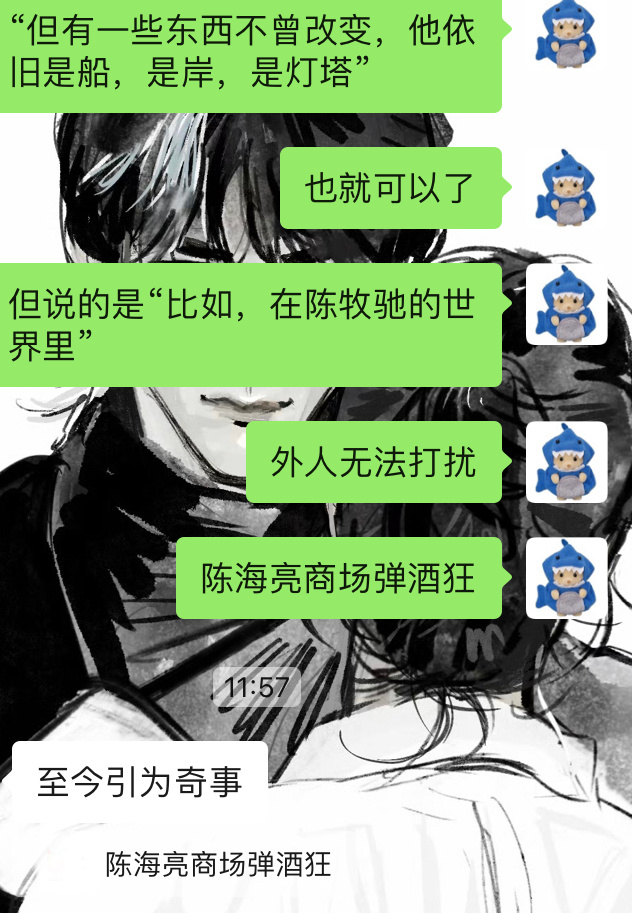 “但有一些东西不曾改变，他依
旧是船，是岸，是灯塔”
也就可以了
但说的是“比如，在陈牧驰的世
界里”
外人无法打扰
陈海亮商场弹酒狂
11:57
至今引为奇事
陈海亮商场弹酒狂